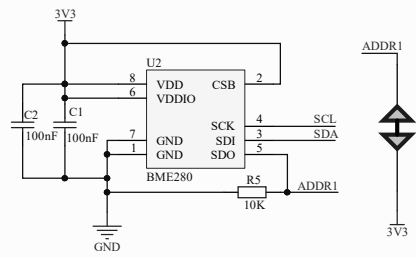 3V3
U2
C2
100nF
C1
100nF
8
6
7
1
VDD
VDDIO
GND
GND
CSB
SCK
SDI
SDO
2
4
3
5
SCL
SDA
BME280
R5
10K
ADDR1
GND
ADDR1
3V3